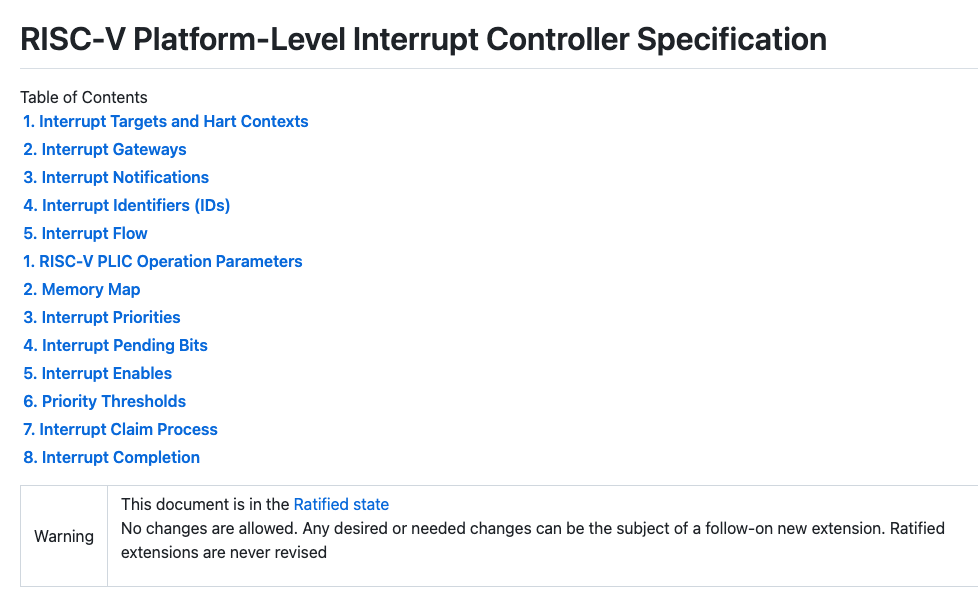 RISC-V Platform-Level Interrupt Controller Specification
Table of Contents
1. Interrupt Targets and Hart Contexts
2. Interrupt Gateways
3. Interrupt Notifications
4. Interrupt Identifiers (IDs)
5. Interrupt Flow
1. RISC-V PLIC Operation Parameters
2. Memory Map
3. Interrupt Priorities
4. Interrupt Pending Bits
5. Interrupt Enables
6. Priority Thresholds
7. Interrupt Claim Process
8. Interrupt Completion
Warning
This document is in the Ratified state
No changes are allowed. Any desired or needed changes can be the subject of a follow-on new extension. Ratified
extensions are never revised